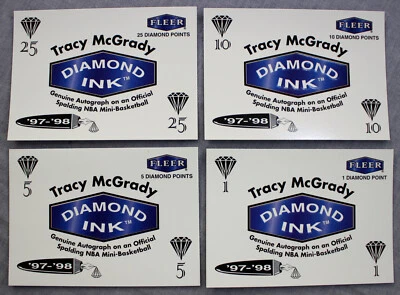 25
FLEER
25 DIAMOND POINTS
Tracy McGrady
DIAMOND
INK™
Genuine Autograph on an Official
Spalding NBA Mini-Basketball
'97-'98
25
10
FLEER
10 DIAMOND POINTS
Tracy McGrady
DIAMOND
INK™
Genuine Autograph on an Official
Spalding NBA Mini-Basketball
'97-'98
10
5
FLEER
5 DIAMOND POINTS
Tracy McGrady
DIAMOND
INK™
Genuine Autograph on an Official
Spalding NBA Mini-Basketball
'97-'98
5
1
FLEER
1 DIAMOND POINT
Tracy McGrady
DIAMOND
INK™
Genuine Autograph on an Official
Spalding NBA Mini-Basketball
'97-'98
1